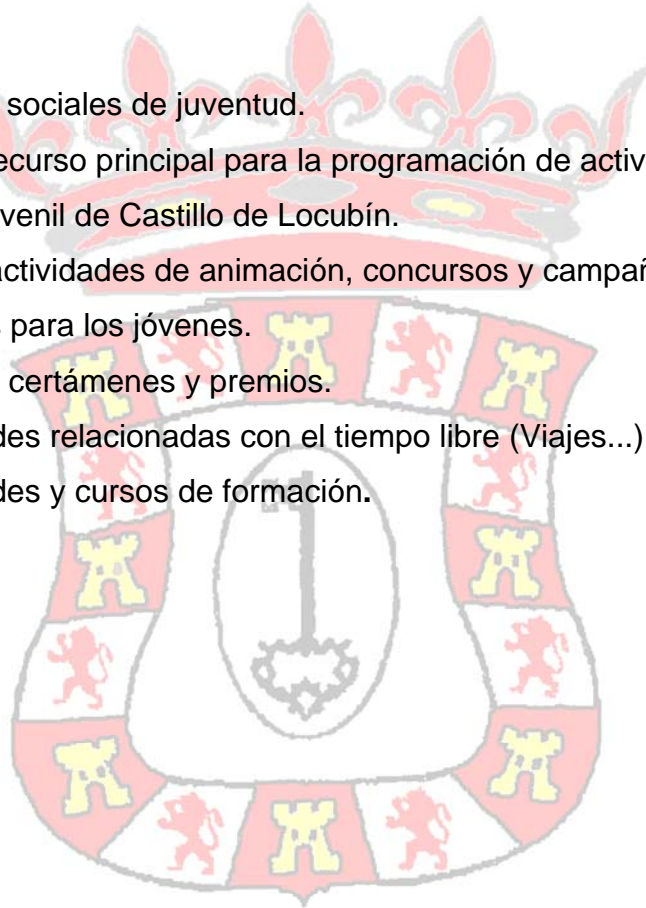 sociales de juventud.
ecurso principal para la programación de activ
venil de Castillo de Locubín.
actividades de animación, concursos y campañ
para los jóvenes.
certámenes y premios.
des relacionadas con el tiempo libre (Viajes...)
des y cursos de formación.